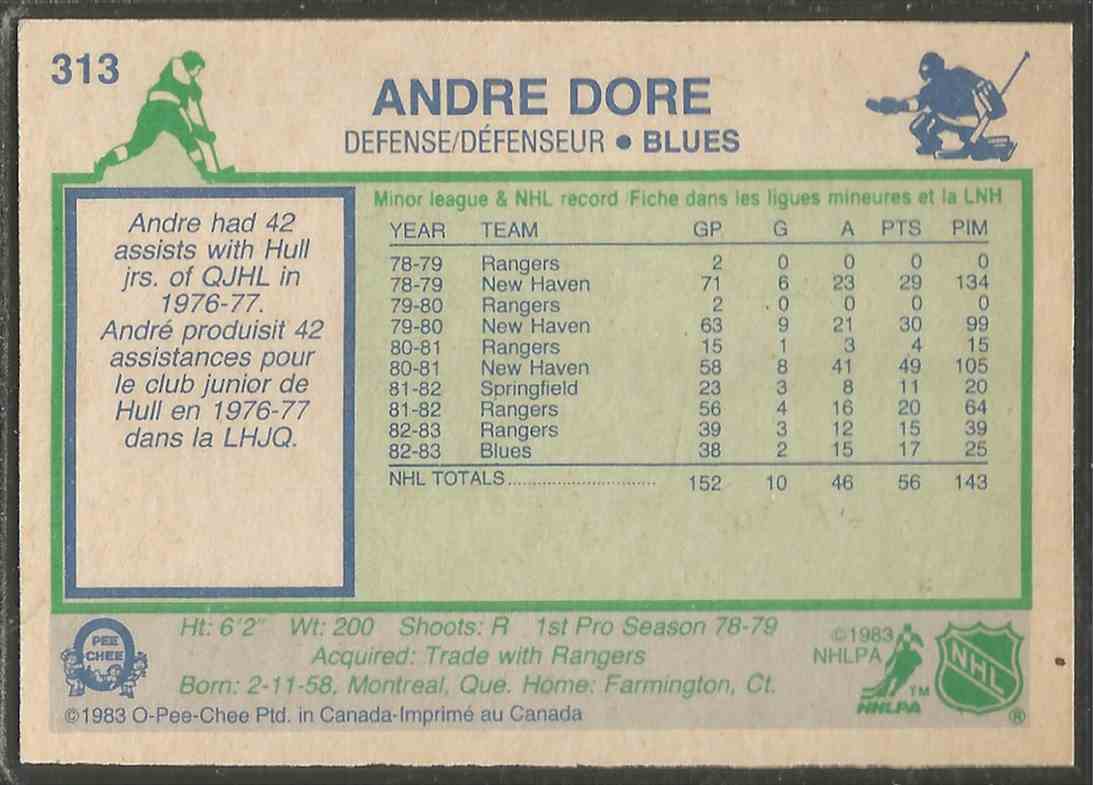 313
ANDRE DORE
DEFENSE/DÉFENSEUR • BLUES
Andre had 42
assists with Hull
jrs. of QJHL in
1976-77.
André produisit 42
assistances pour
le club junior de
Hull en 1976-77
dans la LHJQ.
Minor league & NHL record/Fiche dans les ligues mineures et la LNH
YEAR TEAM GP G A PTS PIM
78-79 Rangers 2 0 0 0 0
78-79 New Haven 71 6 23 29 134
79-80 Rangers 2 0 0 0 0
79-80 New Haven 63 9 21 30 99
80-81 Rangers 15 1 3 4 15
80-81 New Haven 58 8 41 49 105
81-82 Springfield 23 3 8 11 20
81-82 Rangers 56 4 16 20 64
82-83 Rangers 39 3 12 15 39
82-83 Blues 38 2 15 17 25
NHL TOTALS........................... 152 10 46 56 143
PEE
CHEE
Ht: 6'2" Wt: 200 Shoots: R 1st Pro Season 78-79
Acquired: Trade with Rangers
Born: 2-11-58, Montreal, Que. Home: Farmington, Ct.
©1983 O-Pee-Chee Ptd. in Canada-Imprimé au Canada
©1983
NHLPA
TM
NHLPA
NHL
®